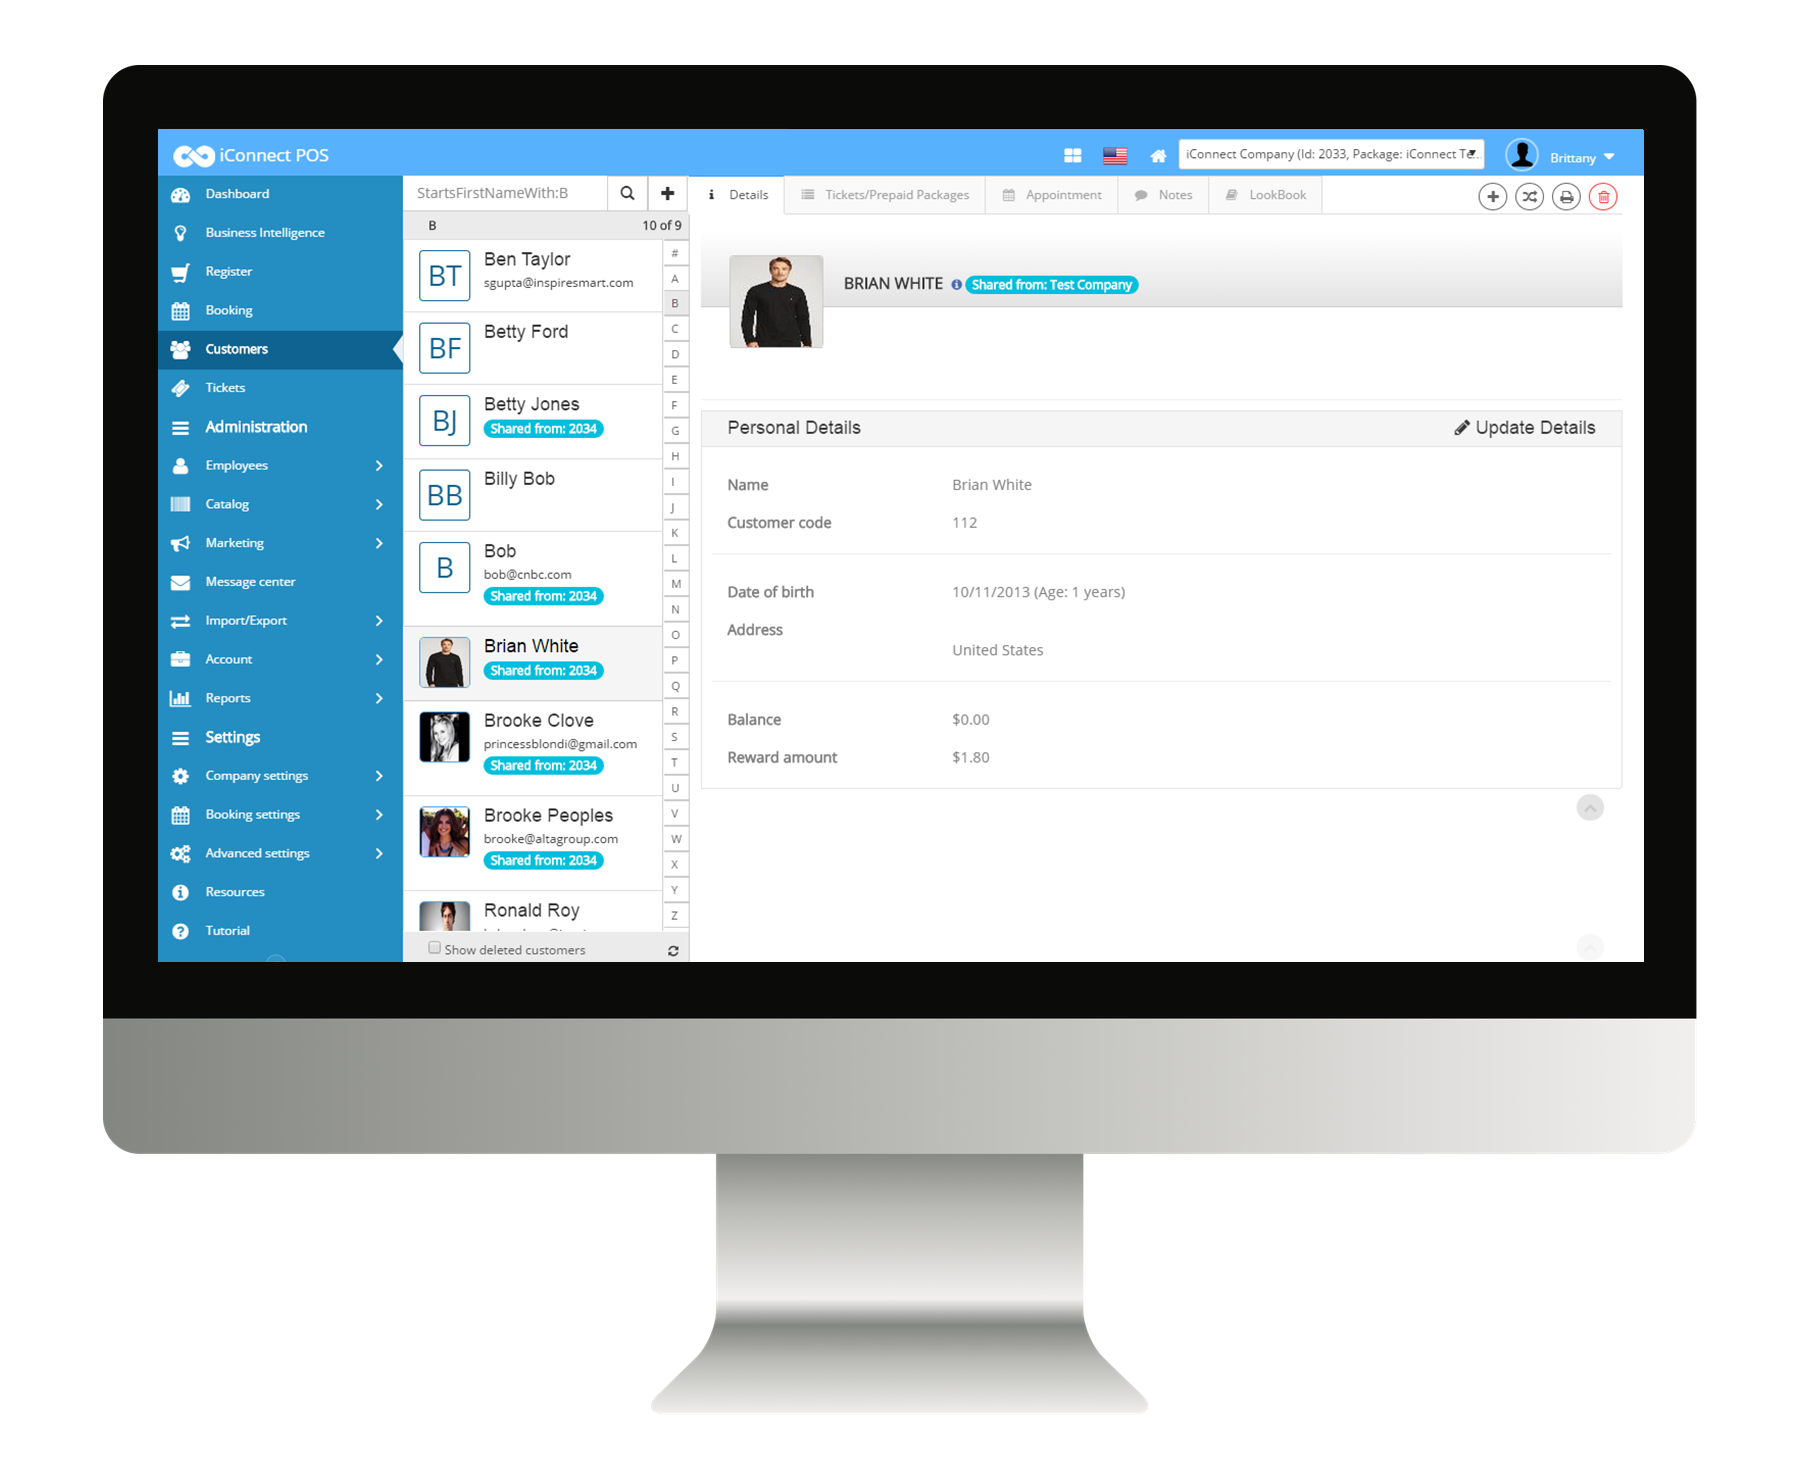 iConnect POS
iConnect Company (Id: 2033, Package: iConnect Te...
Brittany
Dashboard
Business Intelligence
Register
Booking
Customers
Tickets
Administration
Employees
Catalog
Marketing
Message center
Import/Export
Account
Reports
Settings
Company settings
Booking settings
Advanced settings
Resources
Tutorial
StartsFirstNameWith:B
B 10 of 9
BT Ben Taylor
sgupta@inspiresmart.com
BF Betty Ford
BJ Betty Jones
Shared from: 2034
BB Billy Bob
B Bob
bob@cnbc.com
Shared from: 2034
Brian White
Shared from: 2034
Brooke Clove
princessblondi@gmail.com
Shared from: 2034
Brooke Peoples
brooke@altagroup.com
Shared from: 2034
Ronald Roy
Show deleted customers
#
A
B
C
D
E
F
G
H
I
J
K
L
M
N
O
P
Q
R
S
T
U
V
W
X
Y
Z
Details Tickets/Prepaid Packages Appointment Notes LookBook
BRIAN WHITE Shared from: Test Company
Personal Details Update Details
Name Brian White
Customer code 112
Date of birth 10/11/2013 (Age: 1 years)
Address
United States
Balance $0.00
Reward amount $1.80